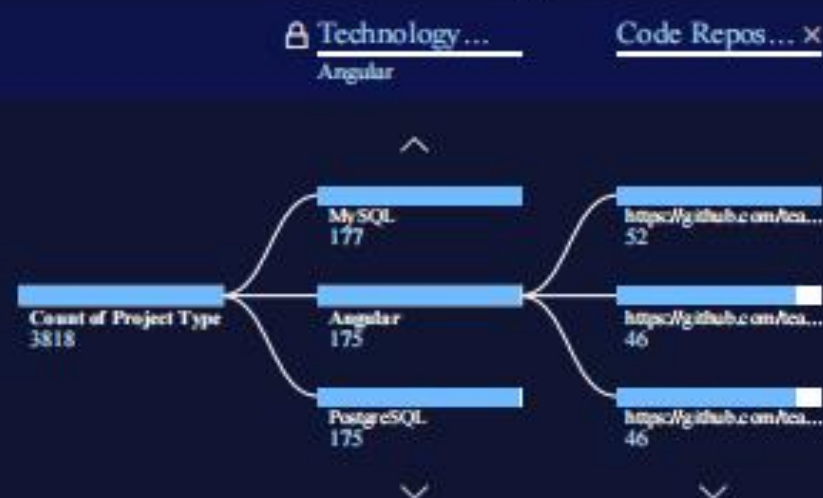 Technology...
Code Repos...
Angular
MySQL
177
https://github.com/tea...
52
Count of Project Type
3818
Angular
175
https://github.com/tea...
46
PostgreSQL
175
https://github.com/tea...
46